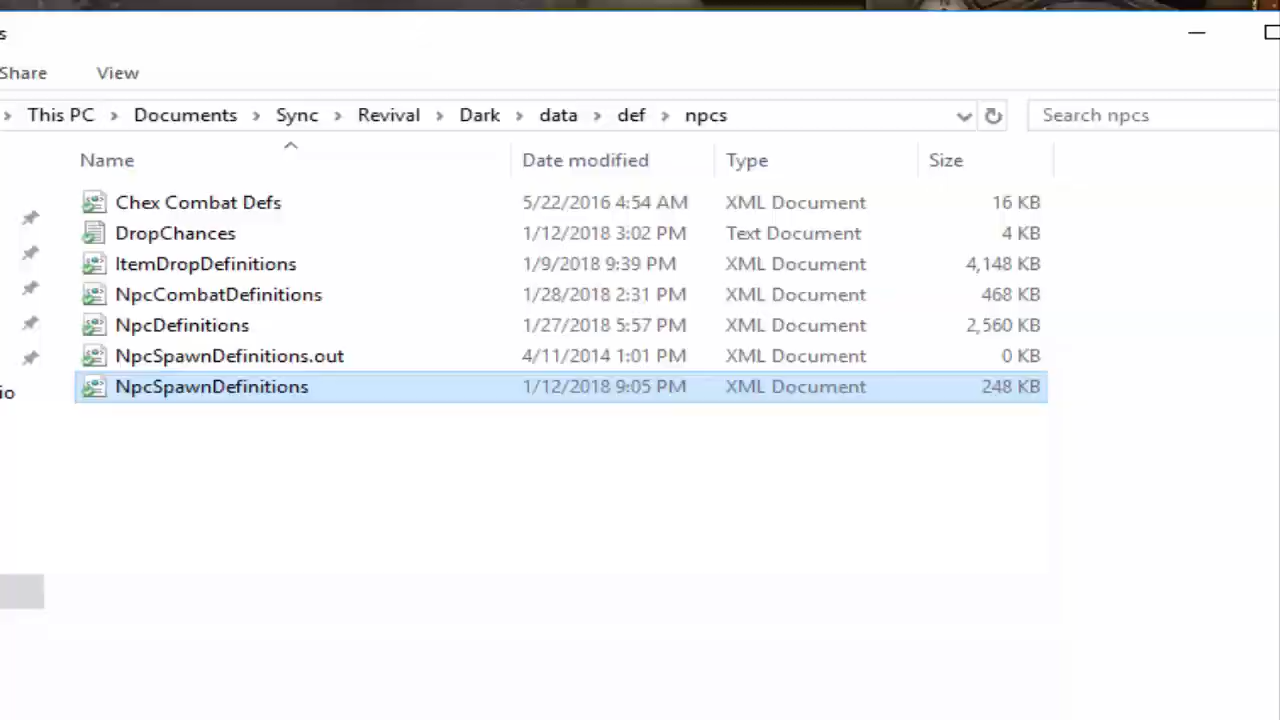 s
Share View
This PC Documents Sync Revival Dark data def npcs Search npcs
Name Date modified Type Size
Chex Combat Defs 5/22/2016 4:54 AM XML Document 16 KB
DropChances 1/12/2018 3:02 PM Text Document 4 KB
ItemDropDefinitions 1/9/2018 9:39 PM XML Document 4,148 KB
NpcCombatDefinitions 1/28/2018 2:31 PM XML Document 468 KB
NpcDefinitions 1/27/2018 5:57 PM XML Document 2,560 KB
NpcSpawnDefinitions.out 4/11/2014 1:01 PM XML Document 0 KB
NpcSpawnDefinitions 1/12/2018 9:05 PM XML Document 248 KB
io